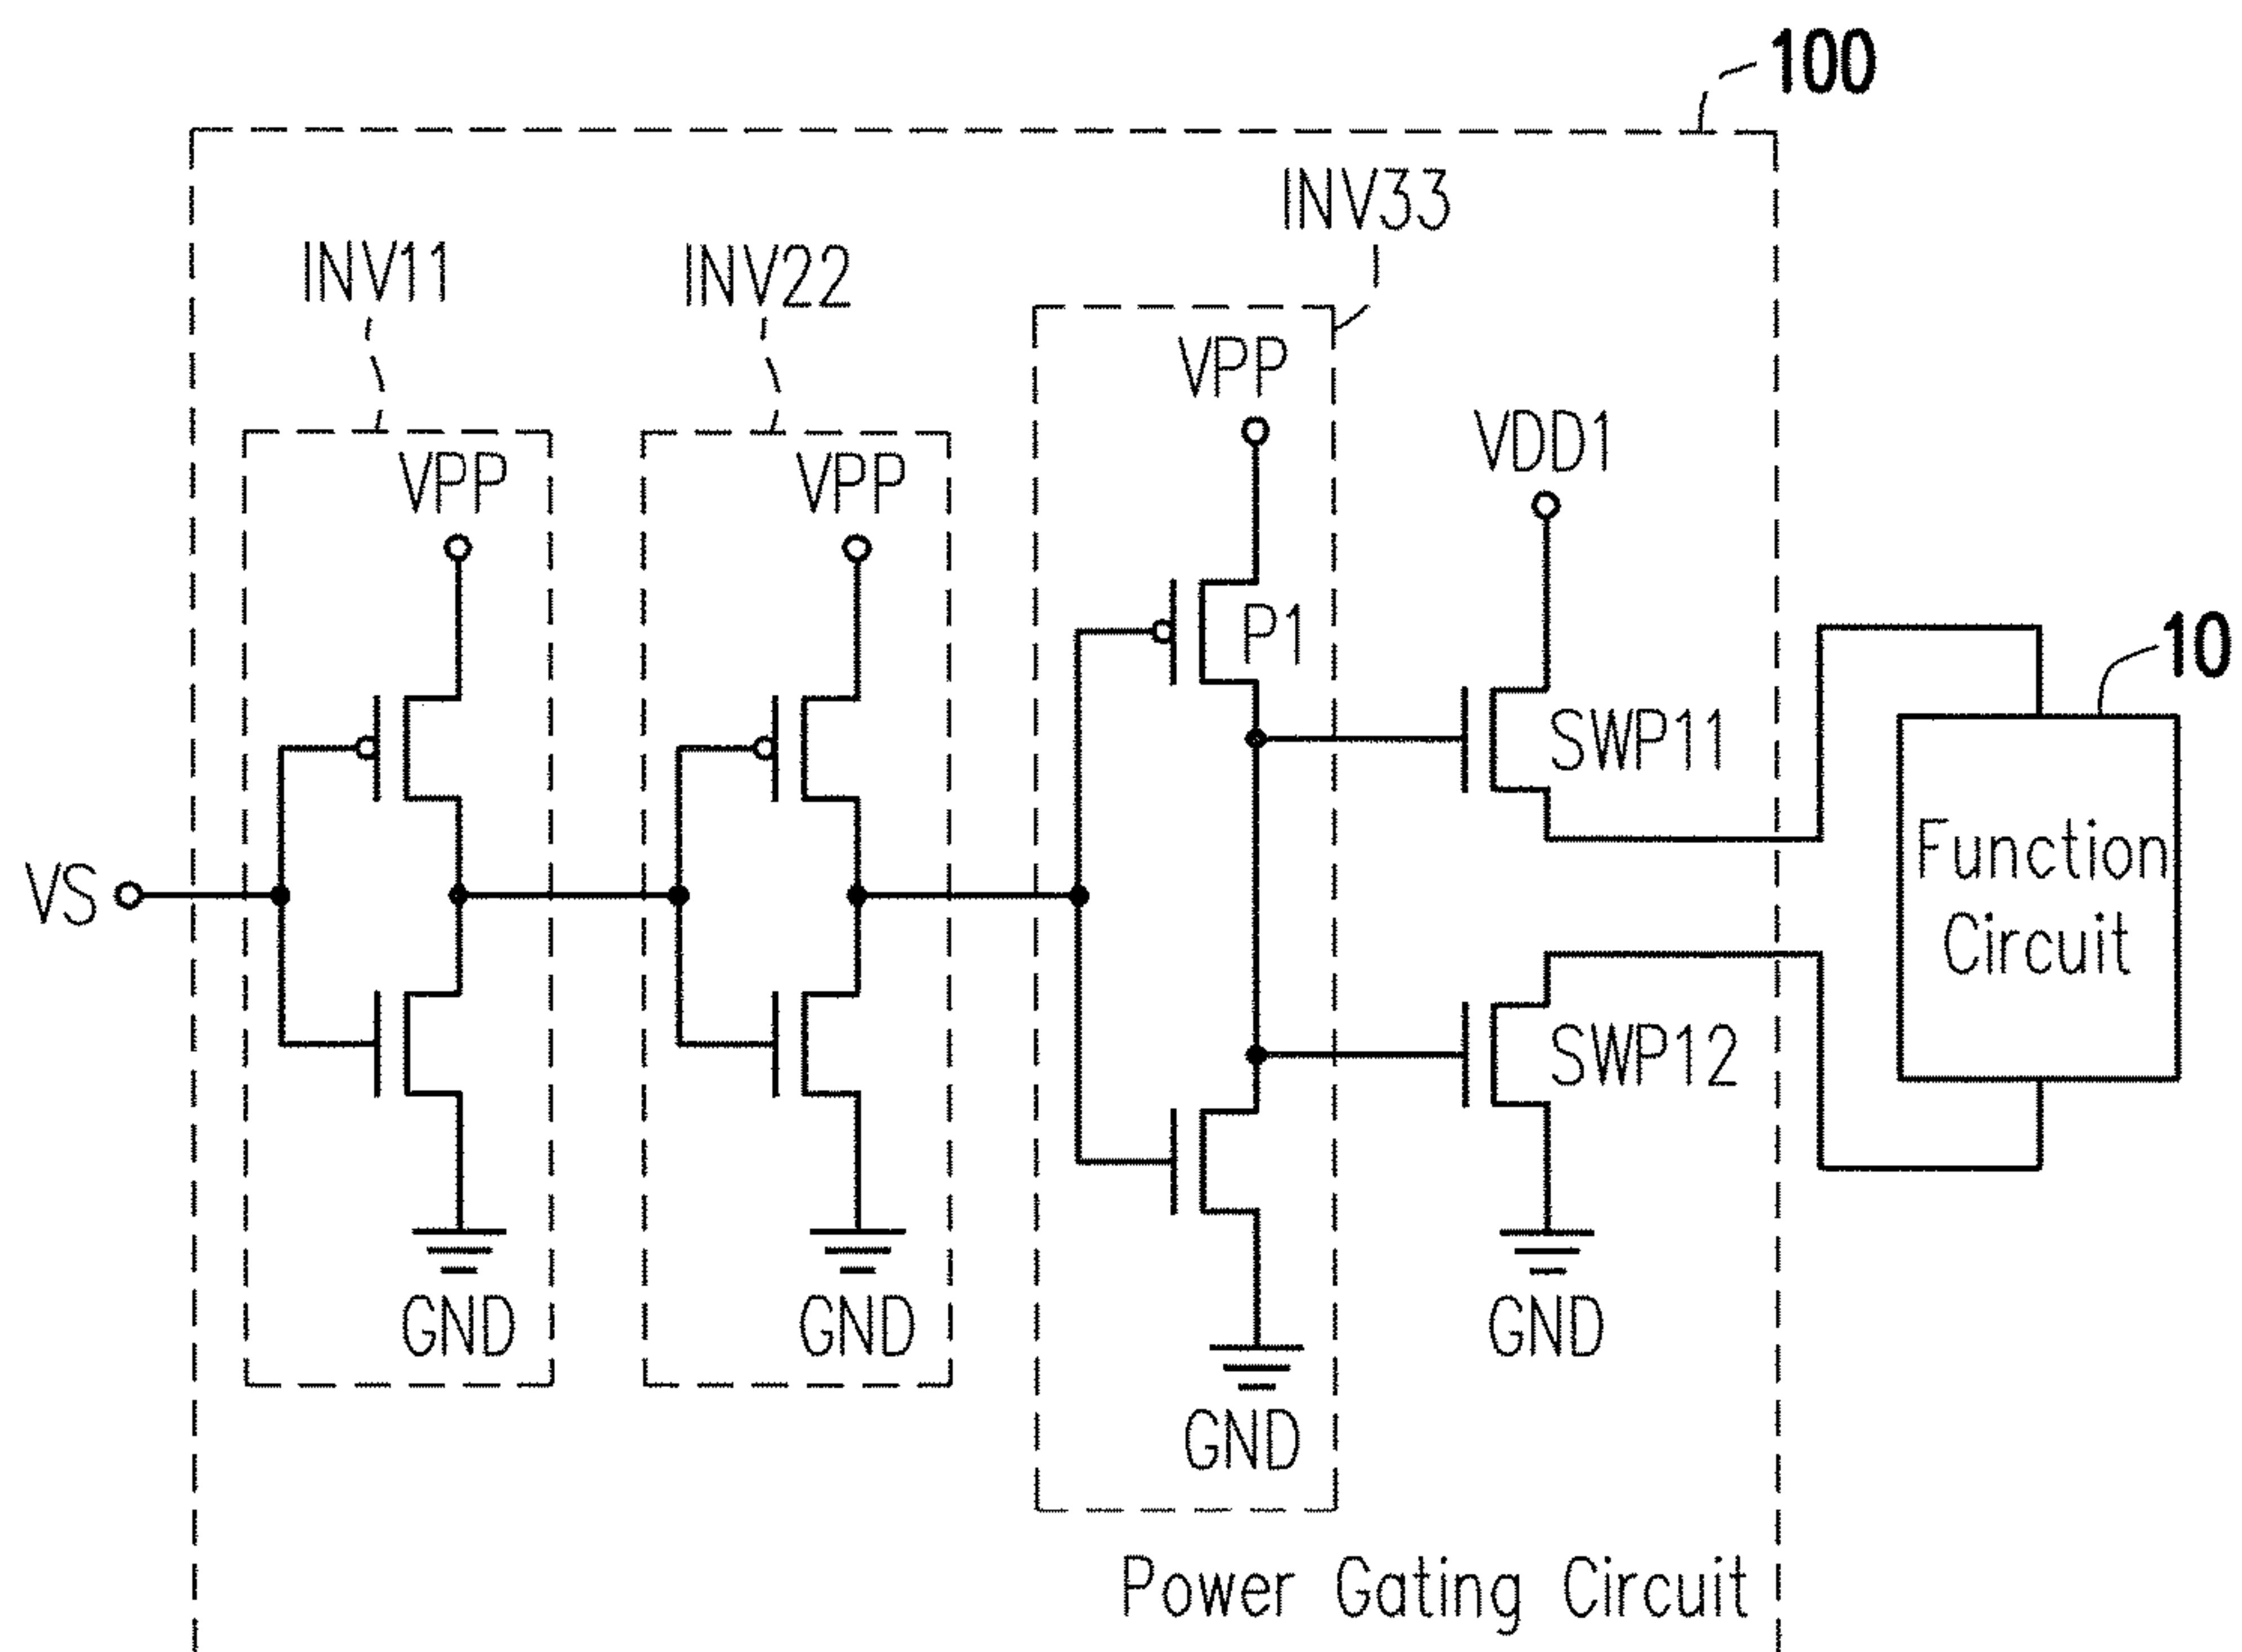 100
INV33
INV11
INV22
VPP
VDD1
VPP
VPP
P1
10
SWP11
Function
Circuit
VS
SWP12
GND
GND
GND
GND
Power Gating Circuit